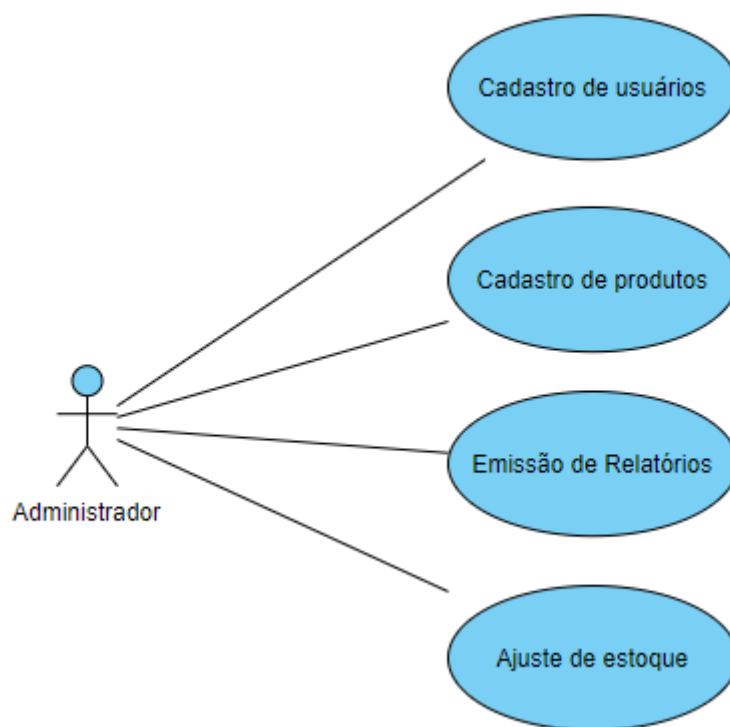 Cadastro de usuários
Cadastro de produtos
Emissão de Relatórios
Administrador
Ajuste de estoque